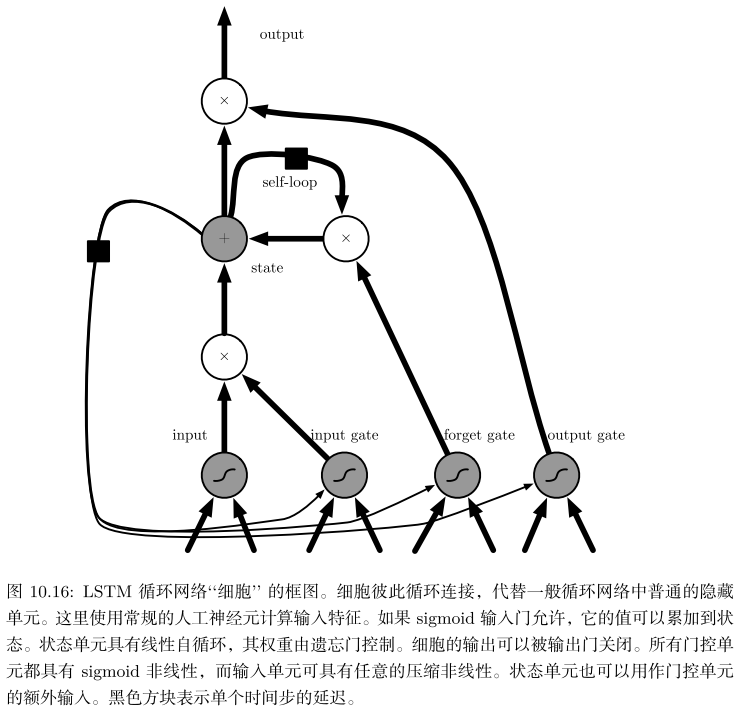 output
×
self-loop
+
×
state
×
input
input gate
forget gate
output gate
图 10.16: LSTM 循环网络“细胞” 的框图。细胞彼此循环连接，代替一般循环网络中普通的隐藏
单元。这里使用常规的人工神经元计算输入特征。如果 sigmoid 输入门允许，它的值可以累加到状
态。状态单元具有线性自循环，其权重由遗忘门控制。细胞的输出可以被输出门关闭。所有门控单
元都具有 sigmoid 非线性，而输入单元可具有任意的压缩非线性。状态单元也可以用作门控单元
的额外输入。黑色方块表示单个时间步的延迟。